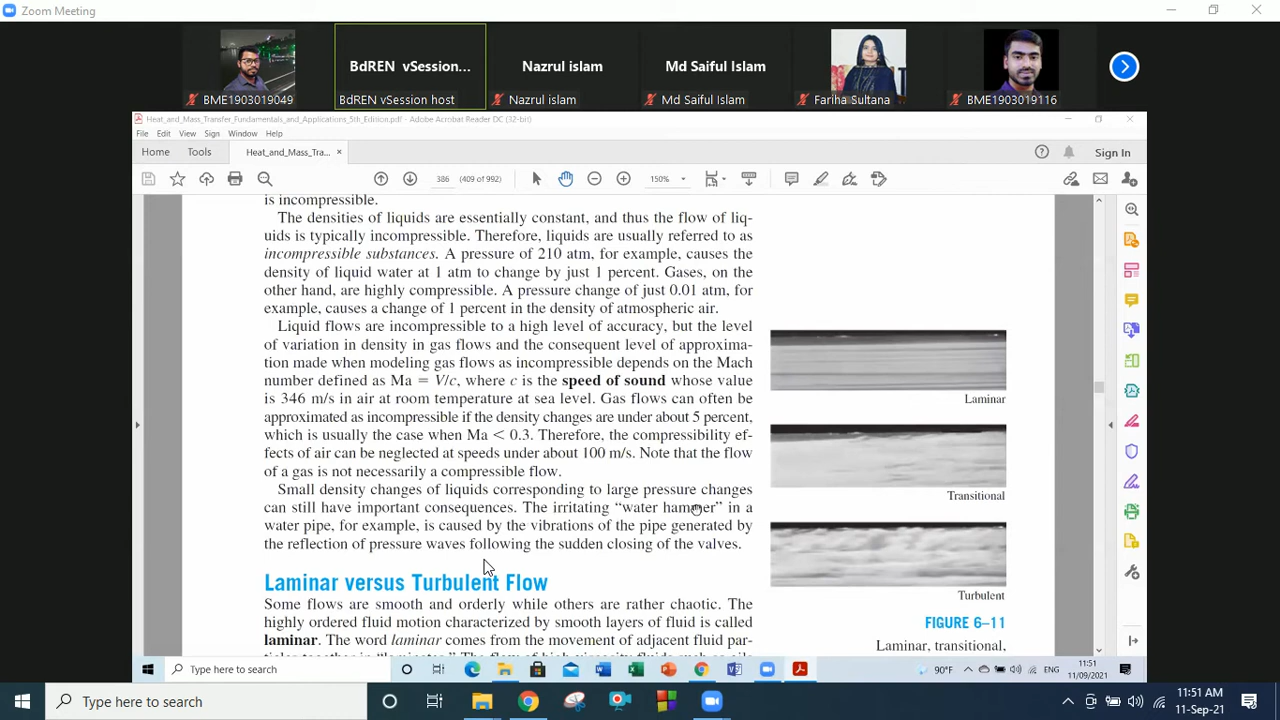 Zoom Meeting
BdREN vSession...
Nazrul islam
Md Saiful Islam
BME1903019049
BdREN vSession host
Nazrul islam
Md Saiful Islam
Fariha Sultana
BME1903019116
Heat_and_Mass_Transfer_Fundamentals_and_Applications_5th_Edition.pdf - Adobe Acrobat Reader DC (32-bit)
File Edit View Sign Window Help
Home Tools Heat_and_Mass_Tra... × Sign In
386 (409 of 992) 150%
is incompressible.
The densities of liquids are essentially constant, and thus the flow of liq-
uids is typically incompressible. Therefore, liquids are usually referred to as
incompressible substances. A pressure of 210 atm, for example, causes the
density of liquid water at 1 atm to change by just 1 percent. Gases, on the
other hand, are highly compressible. A pressure change of just 0.01 atm, for
example, causes a change of 1 percent in the density of atmospheric air.
Liquid flows are incompressible to a high level of accuracy, but the level
of variation in density in gas flows and the consequent level of approxima-
tion made when modeling gas flows as incompressible depends on the Mach
number defined as Ma = V/c, where c is the speed of sound whose value
is 346 m/s in air at room temperature at sea level. Gas flows can often be
approximated as incompressible if the density changes are under about 5 percent,
which is usually the case when Ma < 0.3. Therefore, the compressibility ef-
fects of air can be neglected at speeds under about 100 m/s. Note that the flow
of a gas is not necessarily a compressible flow.
Small density changes of liquids corresponding to large pressure changes
can still have important consequences. The irritating “water hammer” in a
water pipe, for example, is caused by the vibrations of the pipe generated by
the reflection of pressure waves following the sudden closing of the valves.
Laminar versus Turbulent Flow
Some flows are smooth and orderly while others are rather chaotic. The
highly ordered fluid motion characterized by smooth layers of fluid is called
laminar. The word laminar comes from the movement of adjacent fluid par-
Laminar
Transitional
Turbulent
FIGURE 6–11
Laminar, transitional,
Type here to search
90°F
ENG
11:51
11/09/2021
Type here to search
11:51 AM
11-Sep-21